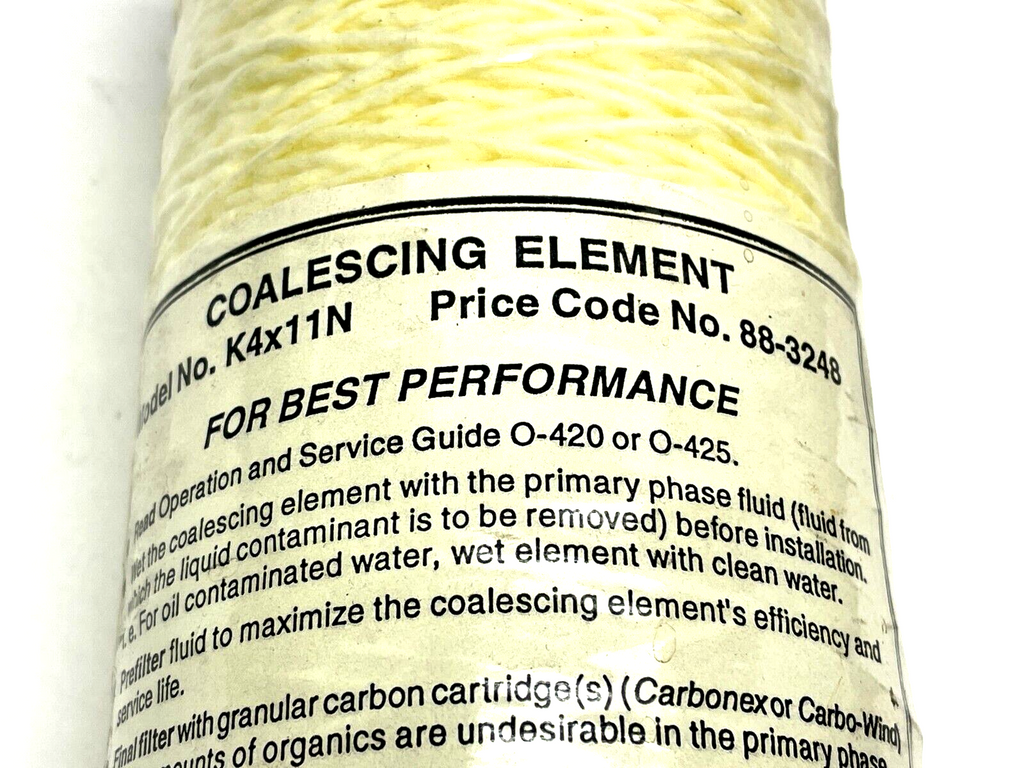 COALESCING ELEMENT
Model No. K4x11N Price Code No. 88-3248
FOR BEST PERFORMANCE
Read Operation and Service Guide O-420 or O-425.
Wet the coalescing element with the primary phase fluid (fluid from
which the liquid contaminant is to be removed) before installation.
i. e. For oil contaminated water, wet element with clean water.
Prefilter fluid to maximize the coalescing element's efficiency and
service life.
Final filter with granular carbon cartridge(s) (Carbonex or Carbo-Wind)
of organics are undesirable in the primary phase